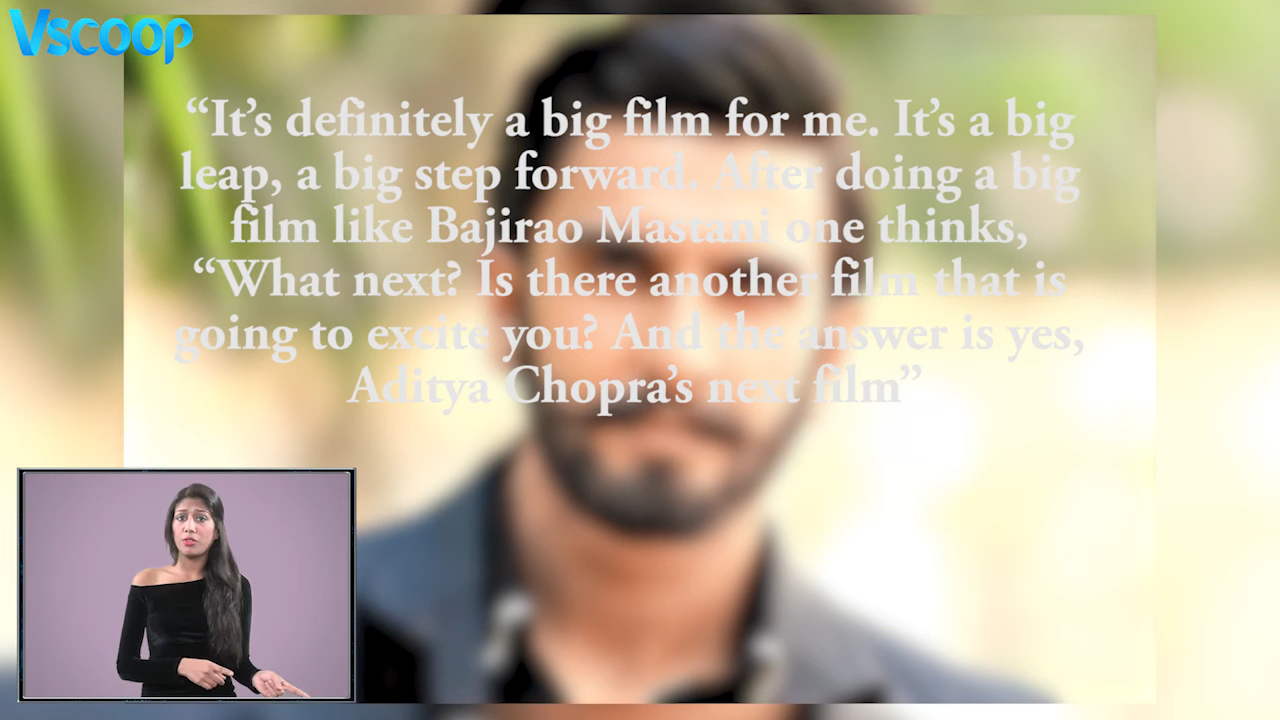 Vscoop
“It’s definitely a big film for me. It’s a big
leap, a big step forward. After doing a big
film like Bajirao Mastani one thinks,
“What next? Is there another film that is
going to excite you? And the answer is yes,
Aditya Chopra’s next film”